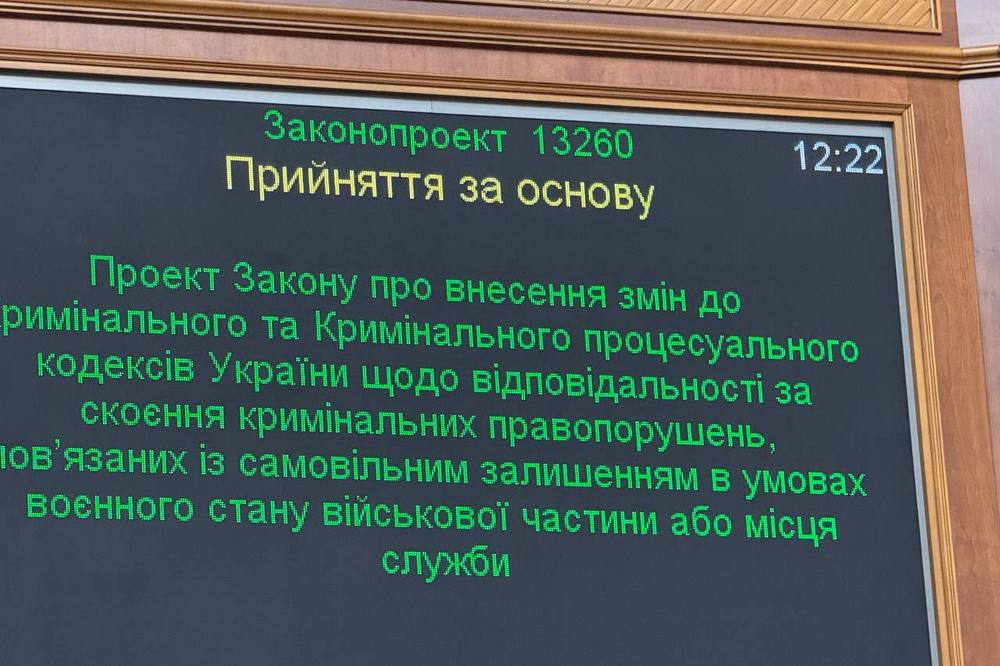 Законопроект 13260
12:22
Прийняття за основу
Проект Закону про внесення змін до
римінального та Кримінального процесуального
кодексів України щодо відповідальності за
скоєння кримінальних правопорушень,
ов’язаних із самовільним залишенням в умовах
воєнного стану військової частини або місця
служби